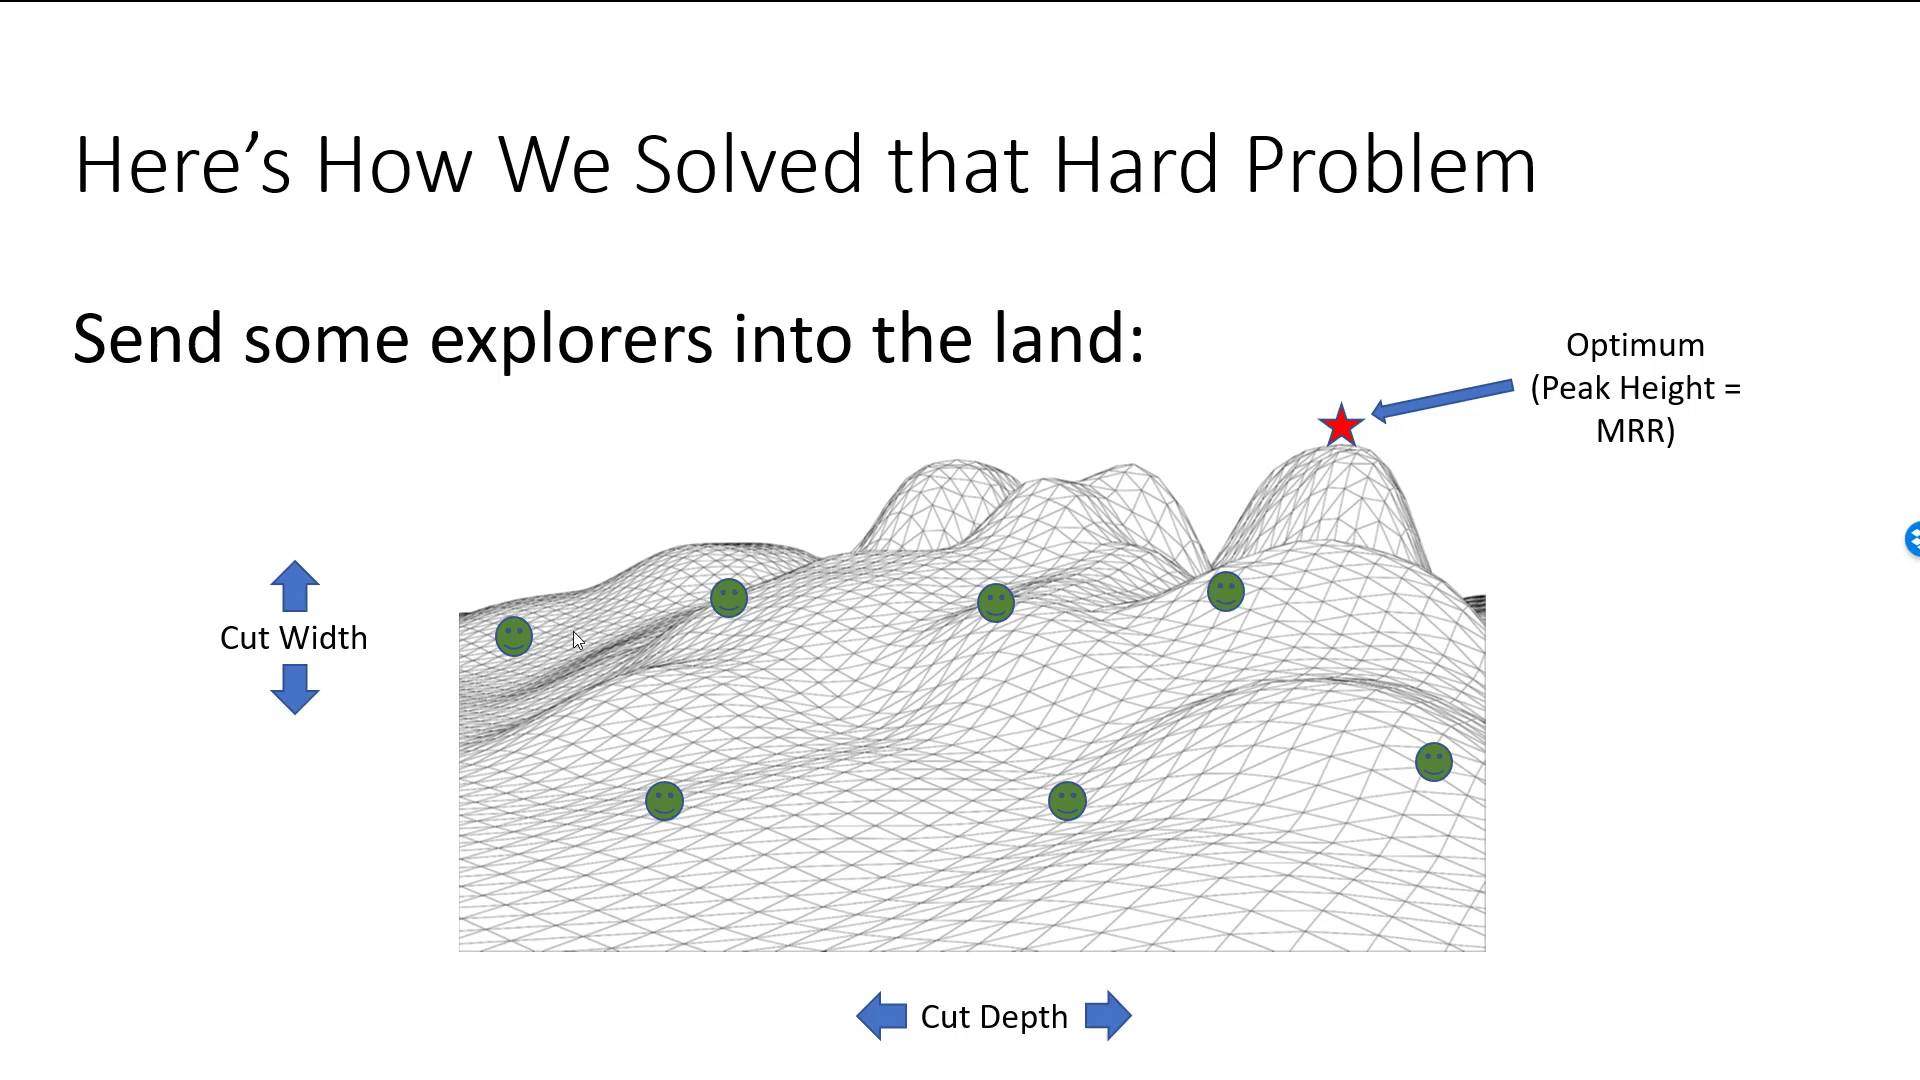 Here’s How We Solved that Hard Problem
Send some explorers into the land:
Optimum
(Peak Height =
MRR)
Cut Width
Cut Depth